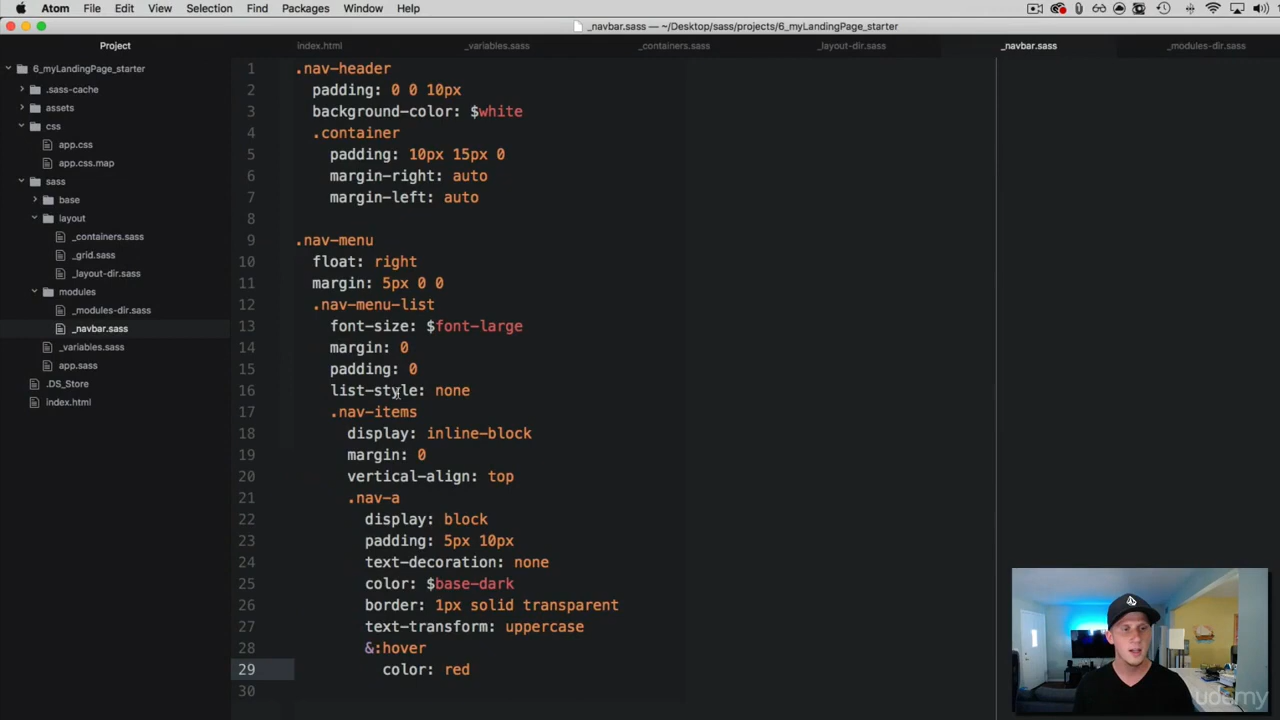 Atom File Edit View Selection Find Packages Window Help
_navbar.sass — ~/Desktop/sass/projects/6_myLandingPage_starter
Project index.html _variables.sass _containers.sass _layout-dir.sass _navbar.sass _modules-dir.sass
6_myLandingPage_starter
.sass-cache
assets
css
app.css
app.css.map
sass
base
layout
_containers.sass
_grid.sass
_layout-dir.sass
modules
_modules-dir.sass
_navbar.sass
_variables.sass
app.sass
.DS_Store
index.html
1 .nav-header
2 padding: 0 0 10px
3 background-color: $white
4 .container
5 padding: 10px 15px 0
6 margin-right: auto
7 margin-left: auto
8
9 .nav-menu
10 float: right
11 margin: 5px 0 0
12 .nav-menu-list
13 font-size: $font-large
14 margin: 0
15 padding: 0
16 list-style: none
17 .nav-items
18 display: inline-block
19 margin: 0
20 vertical-align: top
21 .nav-a
22 display: block
23 padding: 5px 10px
24 text-decoration: none
25 color: $base-dark
26 border: 1px solid transparent
27 text-transform: uppercase
28 &:hover
29 color: red
30
udemy